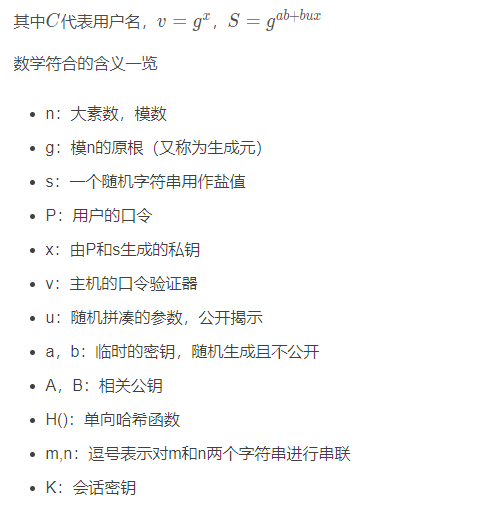 其中C代表用户名，v = g^x，S = g^{ab+bux}
数学符合的含义一览
• n：大素数，模数
• g：模n的原根（又称为生成元）
• s：一个随机字符串用作盐值
• P：用户的口令
• x：由P和s生成的私钥
• v：主机的口令验证器
• u：随机拼凑的参数，公开揭示
• a，b：临时的密钥，随机生成且不公开
• A，B：相关公钥
• H()：单向哈希函数
• m,n：逗号表示对m和n两个字符串进行串联
• K：会话密钥